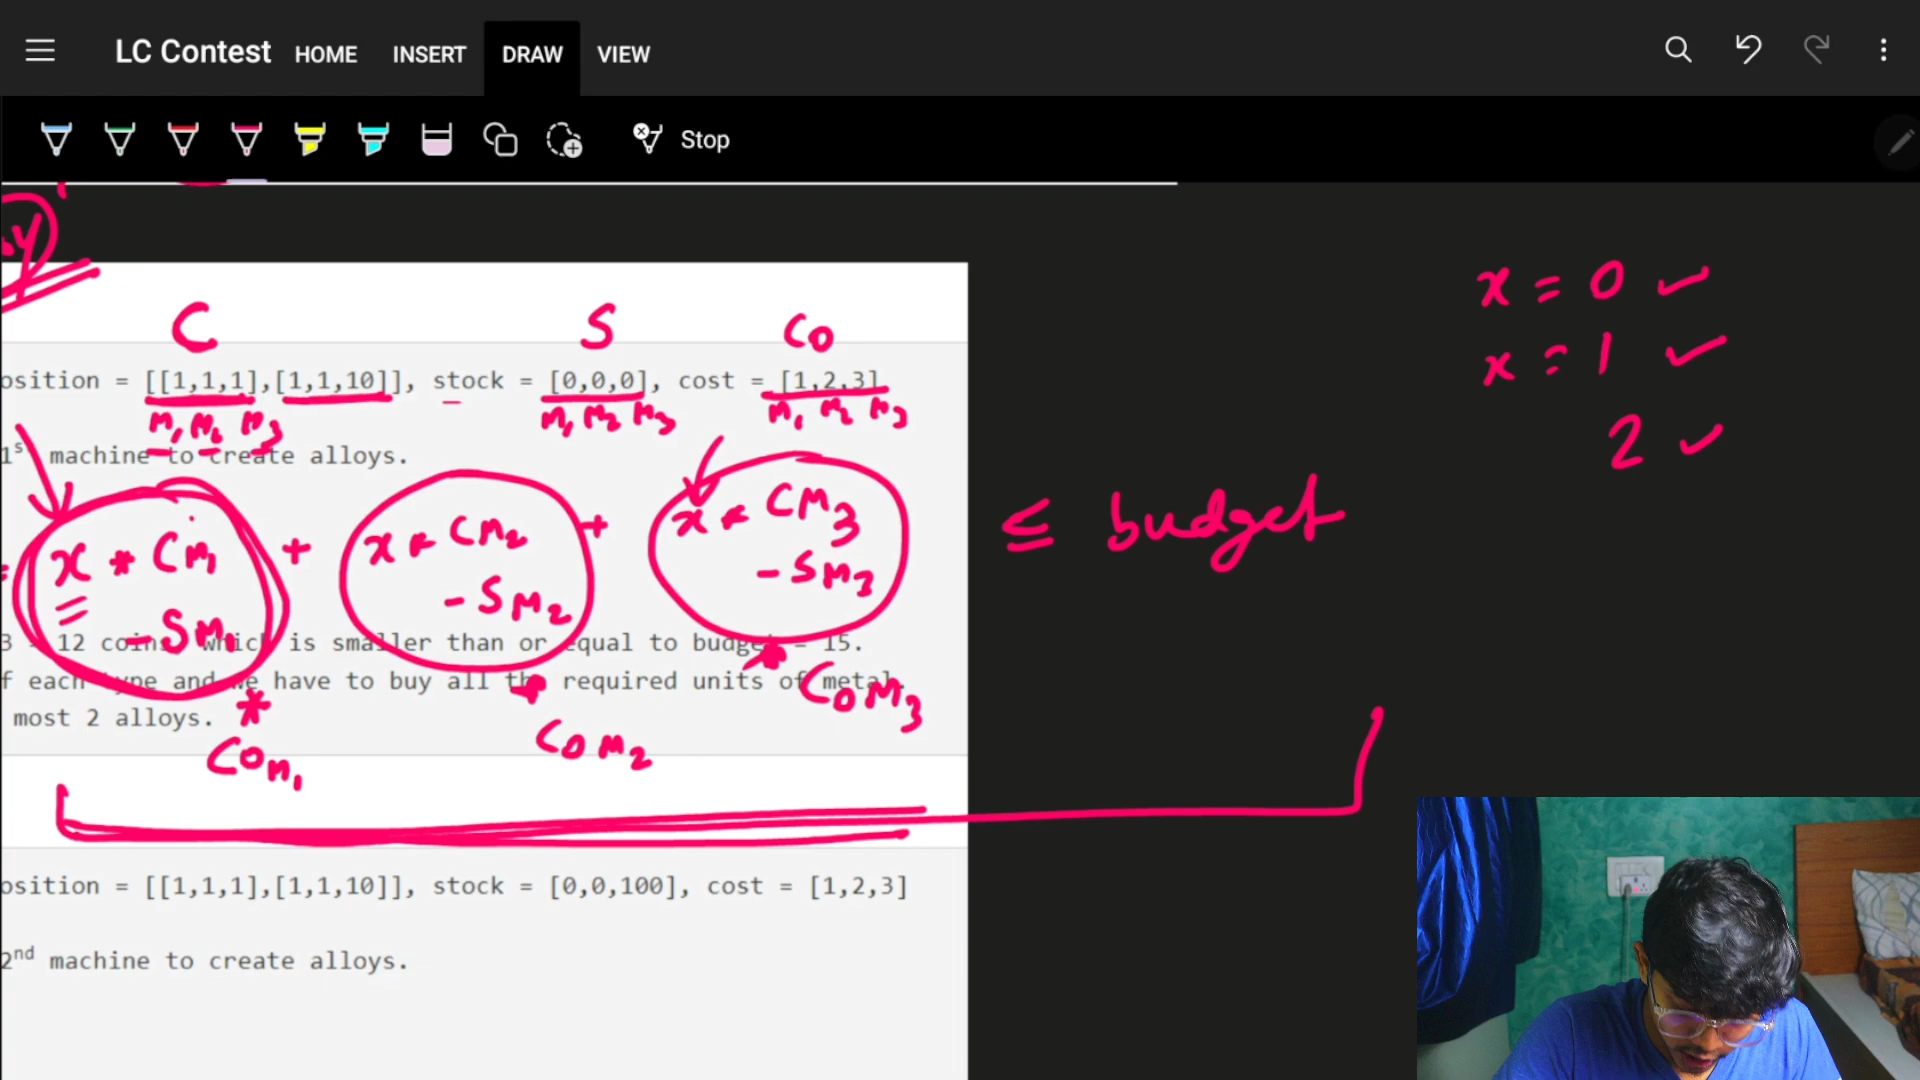 LC Contest HOME INSERT DRAW VIEW
Stop
x = 0 ✓
x = 1 ✓
2 ✓
C S CO
osition = [[1,1,1],[1,1,10]], stock = [0,0,0], cost = [1,2,3]
M1 M2 M3 M1 M2 M3 M1 M2 M3
1st machine to create alloys.
x * CM1 - SM1 + x * CM2 - SM2 + x * CM3 - SM3 ≤ budget
3 12 coins which is smaller than or equal to budget = 15.
f each type and we have to buy all the required units of metal.
most 2 alloys.
* COM1 * COM2 * COM3
osition = [[1,1,1],[1,1,10]], stock = [0,0,100], cost = [1,2,3]
2nd machine to create alloys.